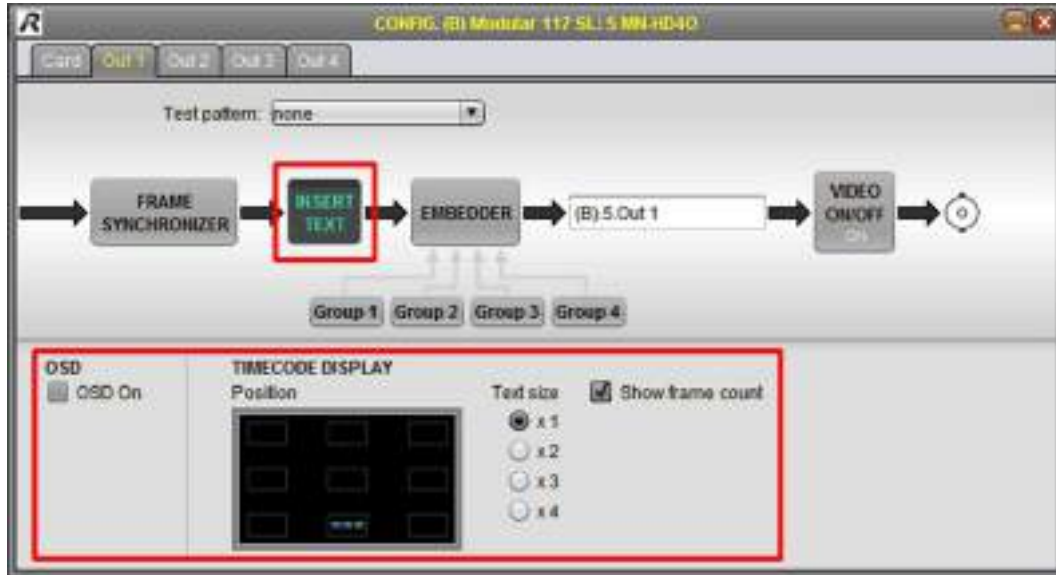 R
CONFIG. (B) Modular 117 SL: 5 MN-HD4O
Card Out 1 Out 2 Out 3 Out 4
Test pattern: none
FRAME
SYNCHRONIZER
INSERT
TEXT
EMBEDDER
(B) 5.Out 1
VIDEO
ON/OFF
ON
Group 1 Group 2 Group 3 Group 4
OSD
OSD On
TIMECODE DISPLAY
Position
Text size
x 1
x 2
x 3
x 4
Show frame count